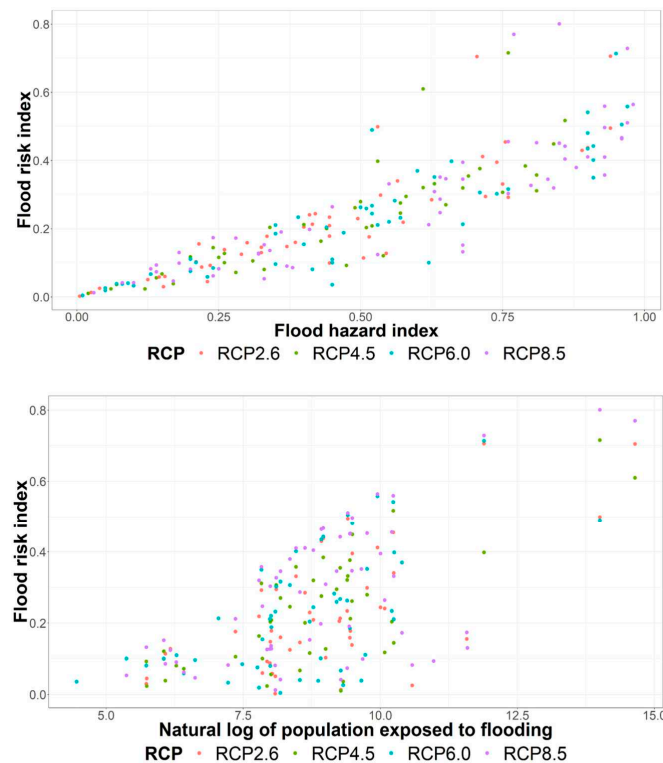 0.8
0.6
0.4
0.2
0.0
Flood risk index
0.00 0.25 0.50 0.75 1.00
Flood hazard index
RCP RCP2.6 RCP4.5 RCP6.0 RCP8.5
0.8
0.6
0.4
0.2
0.0
Flood risk index
5.0 7.5 10.0 12.5 15.0
Natural log of population exposed to flooding
RCP RCP2.6 RCP4.5 RCP6.0 RCP8.5